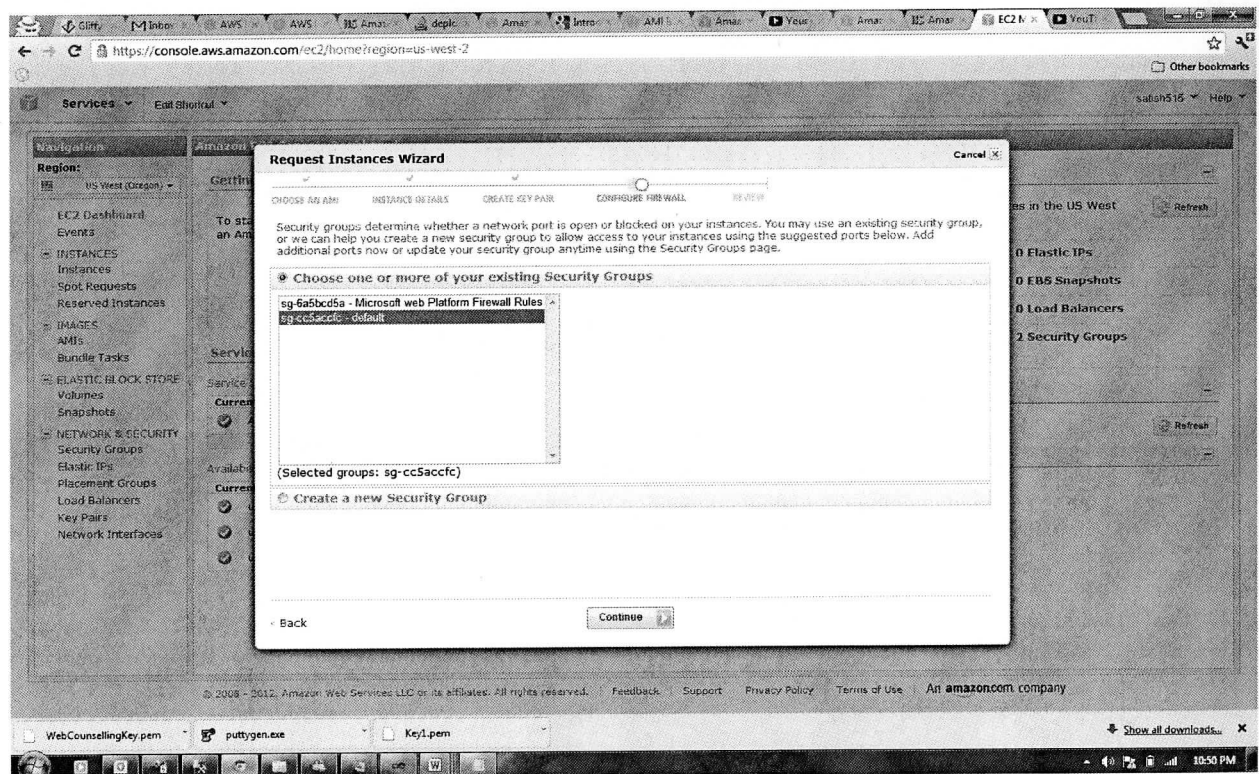 Inbox
AWS
AWS
EC2 M
https://console.aws.amazon.com/ec2/home?region=us-west-2
Other bookmarks
Services
Edit Shortcut
satish516
Help
Navigation
Amazon
Region:
US West (Oregon)
EC2 Dashboard
Events
INSTANCES
Instances
Spot Requests
Reserved Instances
IMAGES
AMIs
Bundle Tasks
ELASTIC BLOCK STORE
Volumes
Snapshots
NETWORK & SECURITY
Security Groups
Elastic IPs
Placement Groups
Load Balancers
Key Pairs
Network Interfaces
Request Instances Wizard
Cancel
CHOOSE AN AMI
INSTANCE DETAILS
CREATE KEY PAIR
CONFIGURE FIREWALL
REVIEW
Security groups determine whether a network port is open or blocked on your instances. You may use an existing security group,
or we can help you create a new security group to allow access to your instances using the suggested ports below. Add
additional ports now or update your security group anytime using the Security Groups page.
Choose one or more of your existing Security Groups
sg-6a5bcd5a - Microsoft web Platform Firewall Rules
sg-cc5accfc - default
(Selected groups: sg-cc5accfc)
Create a new Security Group
< Back
Continue
es in the US West
Refresh
0 Elastic IPs
0 EBS Snapshots
0 Load Balancers
2 Security Groups
Refresh
© 2008 - 2012, Amazon Web Services LLC or its affiliates. All rights reserved.
Feedback
Support
Privacy Policy
Terms of Use
An amazon.com company
WebCounsellingKey.pem
puttygen.exe
Key1.pem
Show all downloads...
10:50 PM